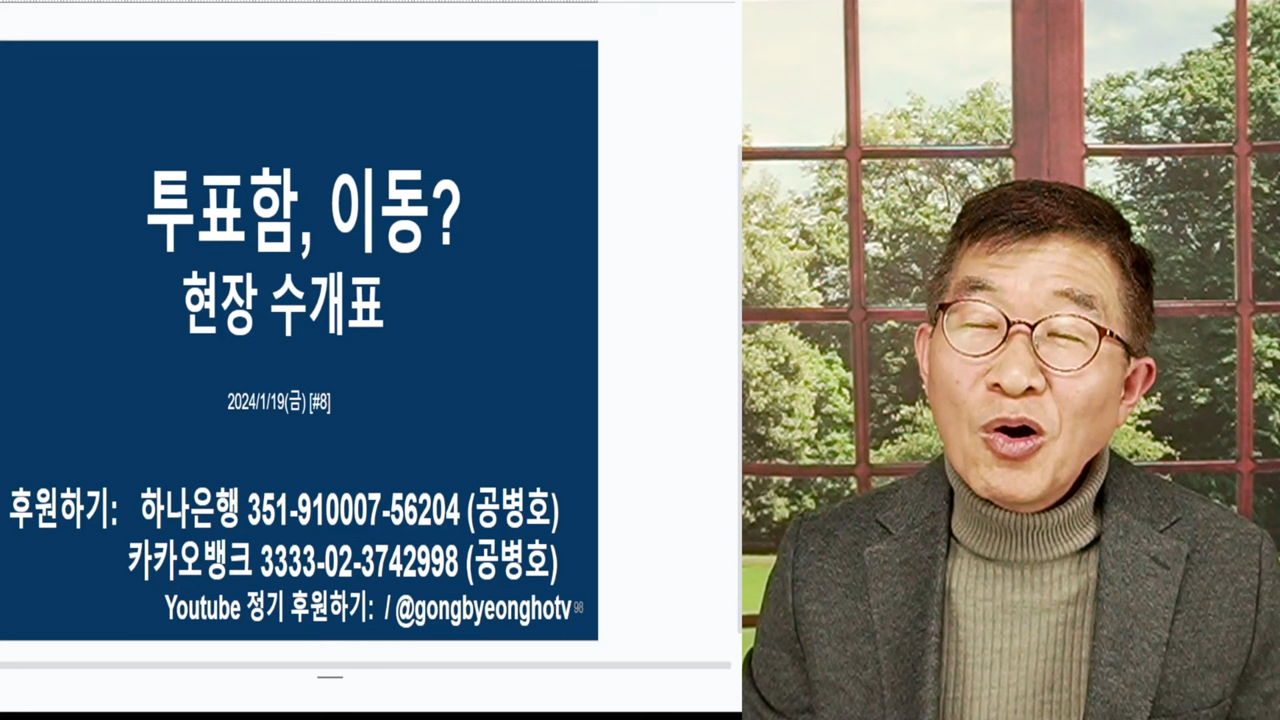 투표함, 이동?
현장 수개표
2024/1/19(금) [#8]
후원하기: 하나은행 351-910007-56204 (공병호)
카카오뱅크 3333-02-3742998 (공병호)
Youtube 정기 후원하기: / @gongbyeonghotv
98